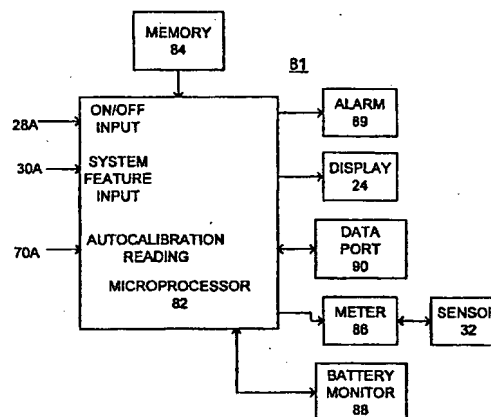 MEMORY
84
81
ON/OFF
INPUT
28A
SYSTEM
FEATURE
INPUT
30A
AUTOCALIBRATION
READING
70A
MICROPROCESSOR
82
ALARM
89
DISPLAY
24
DATA
PORT
90
METER
86
SENSOR
32
BATTERY
MONITOR
88